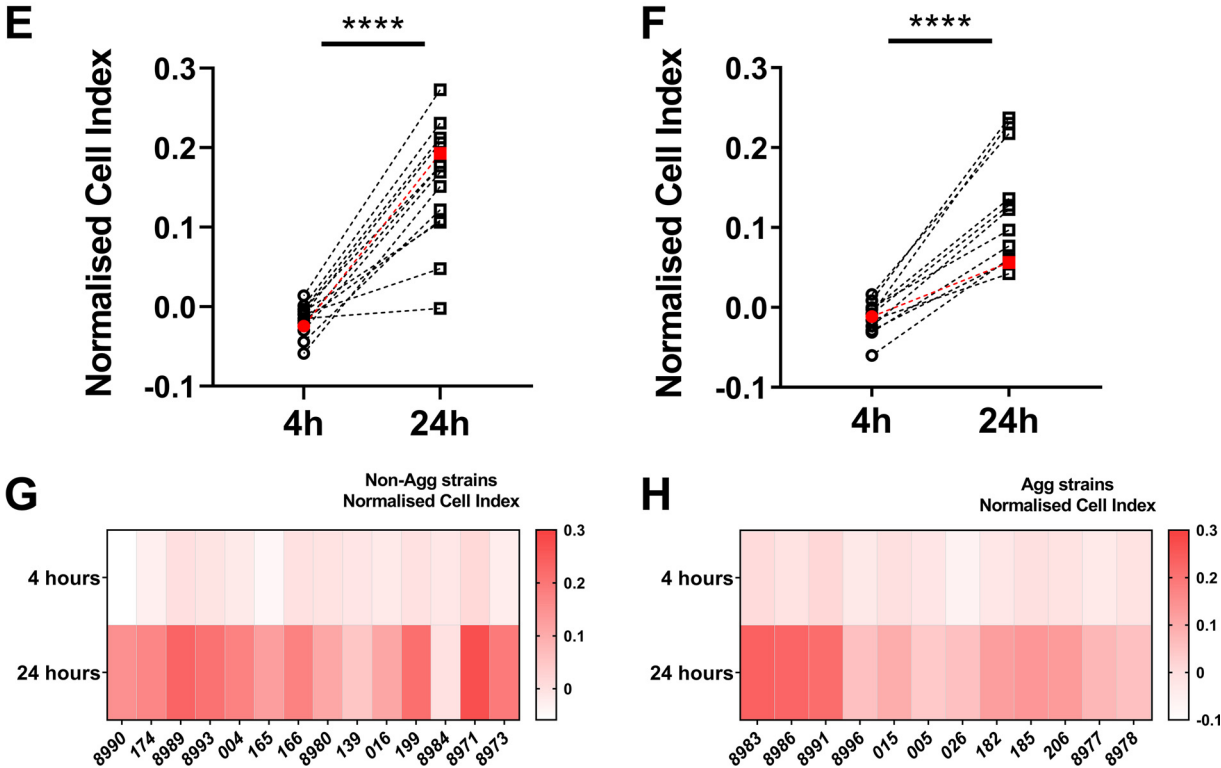 E
****
Normalised Cell Index
0.3
0.2
0.1
0.0
-0.1
4h 24h
F
****
Normalised Cell Index
0.3
0.2
0.1
0.0
-0.1
4h 24h
G
Non-Agg strains
Normalised Cell Index
4 hours
24 hours
8990 174 8989 8993 004 165 166 8980 139 016 199 8984 8971 8973
0.3
0.2
0.1
0
H
Agg strains
Normalised Cell Index
4 hours
24 hours
8983 8986 8991 8996 015 005 026 182 185 206 8977 8978
0.3
0.2
0.1
0
-0.1